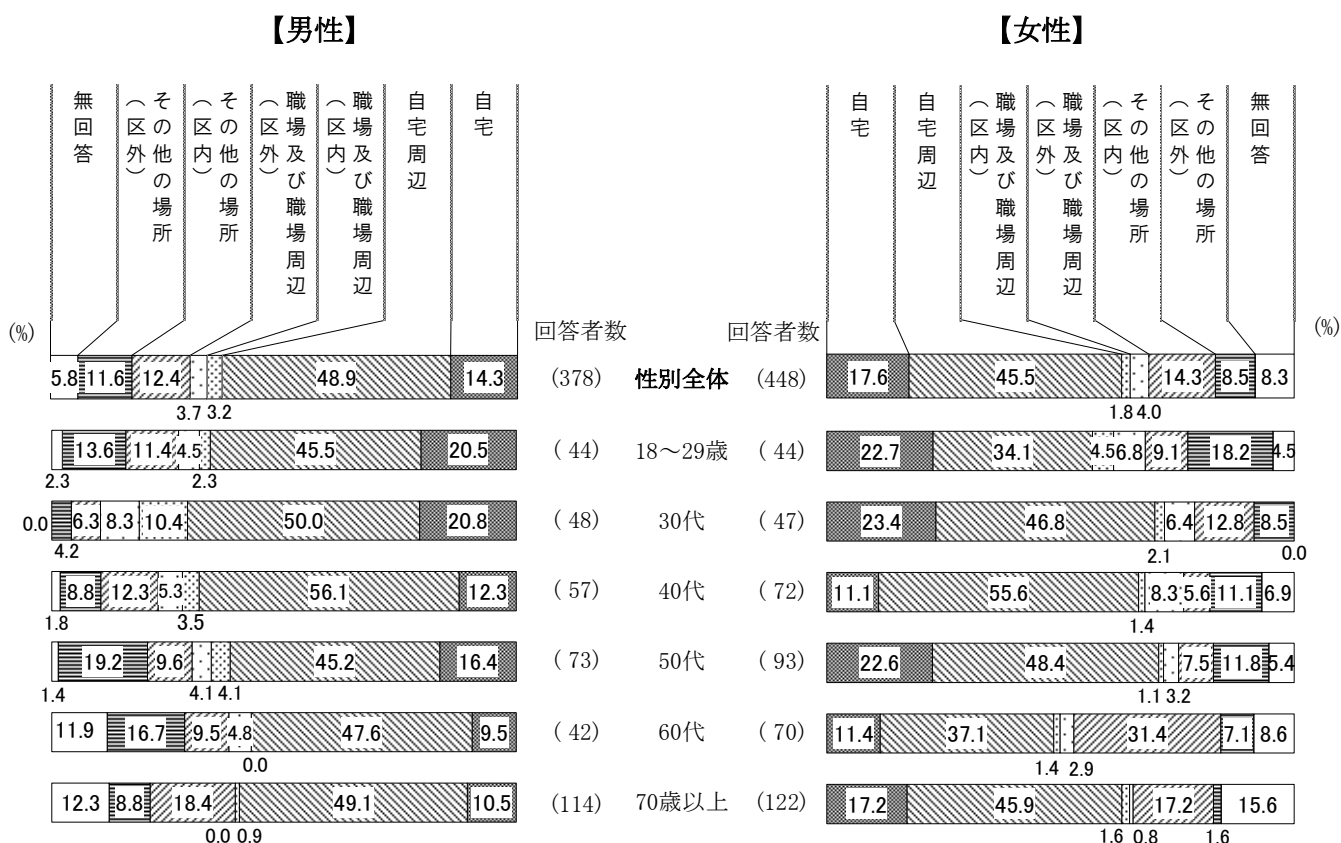 【男性】 【女性】
無回答 その他の場所（区外） その他の場所（区内） 職場及び職場周辺（区外） 職場及び職場周辺（区内） 自宅周辺 自宅
自宅 自宅周辺 職場及び職場周辺（区内） 職場及び職場周辺（区外） その他の場所（区内） その他の場所（区外） 無回答
(%) 回答者数 回答者数 (%)
5.8 11.6 12.4 48.9 14.3 (378) 性別全体 (448) 17.6 45.5 14.3 8.5 8.3
3.7 3.2 1.8 4.0
13.6 11.4 4.5 45.5 20.5 ( 44) 18～29歳 ( 44) 22.7 34.1 4.5 6.8 9.1 18.2 4.5
2.3 2.3
0.0 6.3 8.3 10.4 50.0 20.8 ( 48) 30代 ( 47) 23.4 46.8 6.4 12.8 8.5
4.2 2.1 0.0
8.8 12.3 5.3 56.1 12.3 ( 57) 40代 ( 72) 11.1 55.6 8.3 5.6 11.1 6.9
1.8 3.5 1.4
19.2 9.6 45.2 16.4 ( 73) 50代 ( 93) 22.6 48.4 7.5 11.8 5.4
1.4 4.1 4.1 1.1 3.2
11.9 16.7 9.5 4.8 47.6 9.5 ( 42) 60代 ( 70) 11.4 37.1 31.4 7.1 8.6
0.0 1.4 2.9
12.3 8.8 18.4 49.1 10.5 (114) 70歳以上 (122) 17.2 45.9 17.2 15.6
0.0 0.9 1.6 0.8 1.6